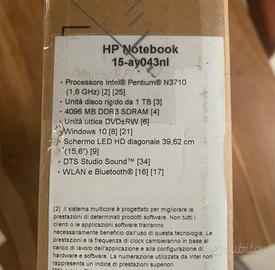 HP Notebook
15-ay043nl
• Processore Intel® Pentium® N3710
(1,6 GHz) [2] [25]
• Unità disco rigido da 1 TB [3]
• 4096 MB DDR3 SDRAM [4]
• Unità ottica DVD±RW [6]
• Windows 10 [8] [21]
• Schermo LED HD diagonale 39,62 cm
(15,6") [9]
• DTS Studio Sound™ [34]
• WLAN e Bluetooth® [16] [17]
[2] Il sistema multicore è progettato per migliorare le
prestazioni di determinati prodotti software. Non tutti i
clienti o le applicazioni software trarranno
necessariamente beneficio dall'uso di questa tecnologia. Le
prestazioni e la frequenza di clock cambieranno in base al
carico di lavoro dell'applicazione e alla configurazione di
hardware. La numerazione utilizzata da Intel non
rappresenta un indice di prestazioni superiori.
subito